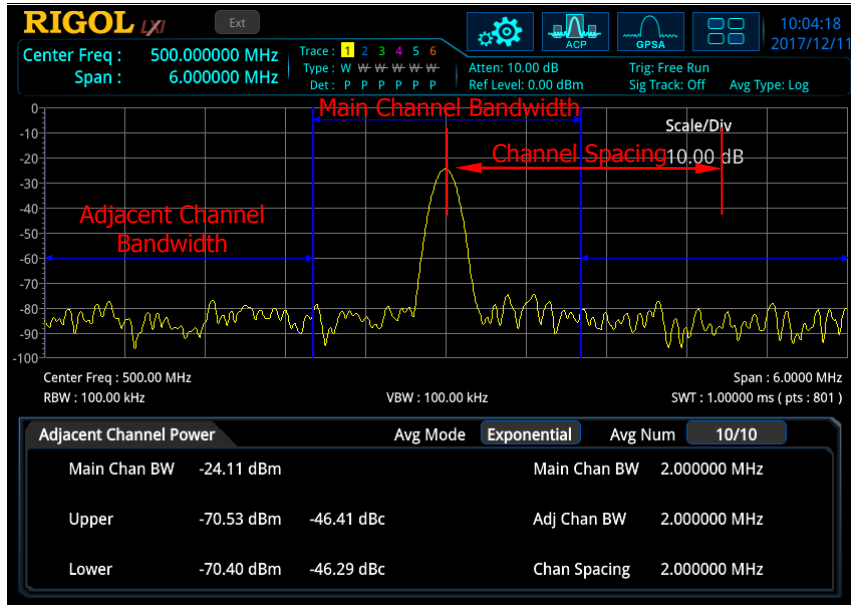 RIGOL LXI Ext
ACP GPSA
10:04:18
2017/12/11
Center Freq : 500.000000 MHz
Span : 6.000000 MHz
Trace : 1 2 3 4 5 6
Type : W W W W W W
Det : P P P P P P
Atten: 10.00 dB Trig: Free Run
Ref Level: 0.00 dBm Sig Track: Off Avg Type: Log
0
-10
-20
-30
-40
-50
-60
-70
-80
-90
-100
Main Channel Bandwidth
Scale/Div
10.00 dB
Channel Spacing
Adjacent Channel
Bandwidth
Center Freq : 500.00 MHz Span : 6.0000 MHz
RBW : 100.00 kHz VBW : 100.00 kHz SWT : 1.00000 ms ( pts : 801 )
Adjacent Channel Power Avg Mode Exponential Avg Num 10/10
Main Chan BW -24.11 dBm Main Chan BW 2.000000 MHz
Upper -70.53 dBm -46.41 dBc Adj Chan BW 2.000000 MHz
Lower -70.40 dBm -46.29 dBc Chan Spacing 2.000000 MHz